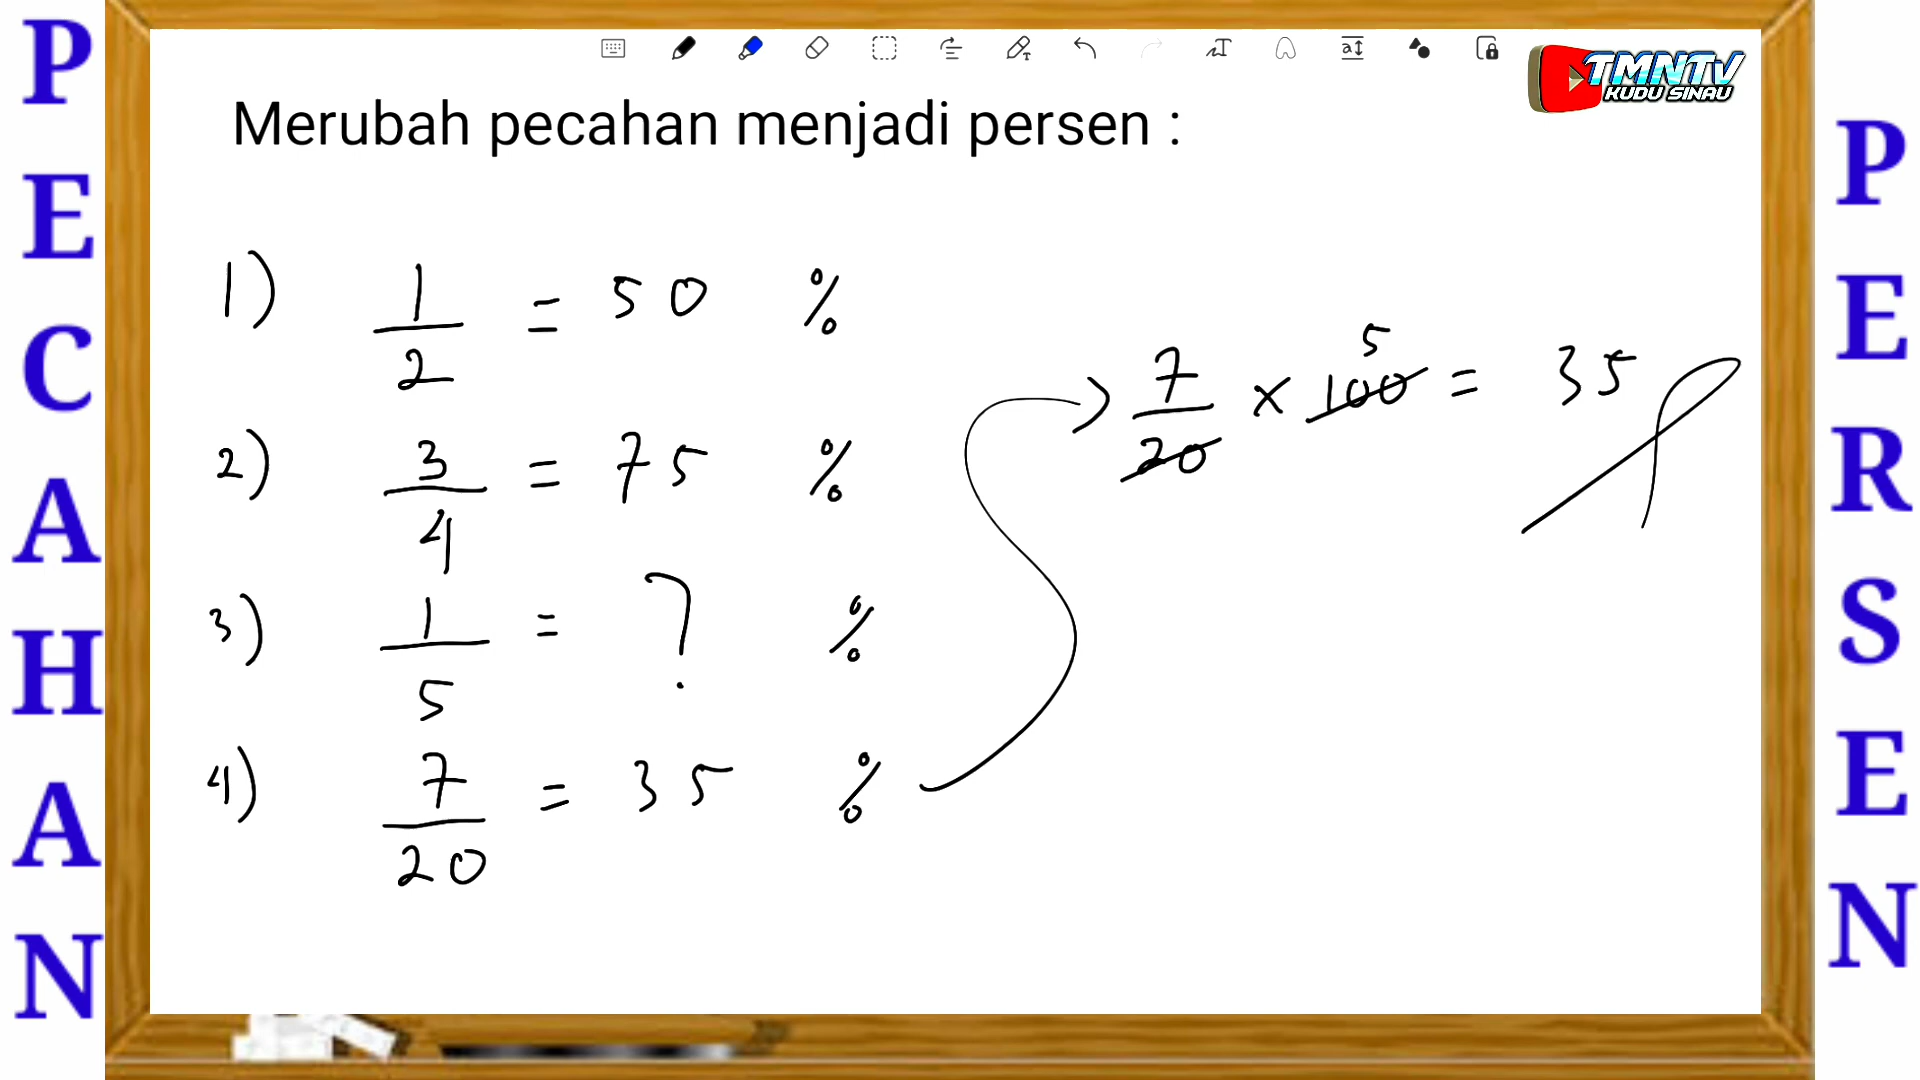 PECAHAN
TMNTV
KUDU SINAU
Merubah pecahan menjadi persen :
1) 1/2 = 50 %
2) 3/4 = 75 %
3) 1/5 = ? %
4) 7/20 = 35 %
7/20 x 100 = 35
5
PERSEN